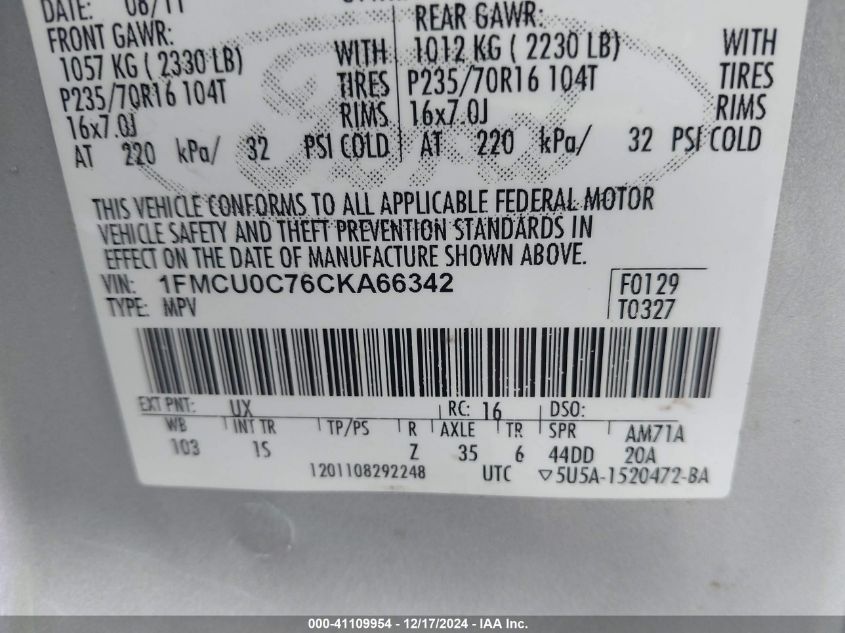 DATE: 08/11
FRONT GAWR: REAR GAWR:
1057 KG ( 2330 LB) WITH 1012 KG ( 2230 LB) WITH
P235/70R16 104T TIRES P235/70R16 104T TIRES
16x7.0J RIMS 16x7.0J RIMS
AT 220 kPa/ 32 PSI COLD AT 220 kPa/ 32 PSI COLD
THIS VEHICLE CONFORMS TO ALL APPLICABLE FEDERAL MOTOR
VEHICLE SAFETY AND THEFT PREVENTION STANDARDS IN
EFFECT ON THE DATE OF MANUFACTURE SHOWN ABOVE.
VIN: 1FMCU0C76CKA66342 F0129
TYPE: MPV T0327
EXT PNT: UX RC: 16 DSO:
WB INT TR TP/PS R AXLE TR SPR AM71A
103 1S Z 35 6 44DD 20A
1201108292248 UTC ▽5U5A-1520472-BA
000-41109954 - 12/17/2024 - IAA Inc.